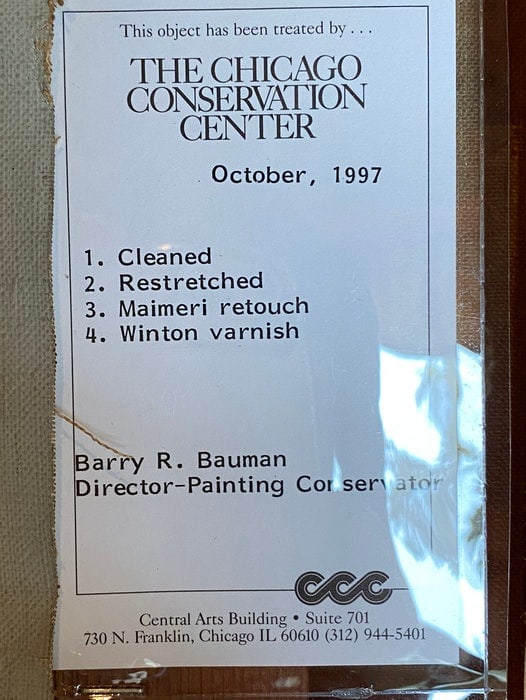 This object has been treated by . . .
THE CHICAGO
CONSERVATION
CENTER
October, 1997
1. Cleaned
2. Restretched
3. Maimeri retouch
4. Winton varnish
Barry R. Bauman
Director-Painting Conservator
CCC
Central Arts Building • Suite 701
730 N. Franklin, Chicago IL 60610 (312) 944-5401